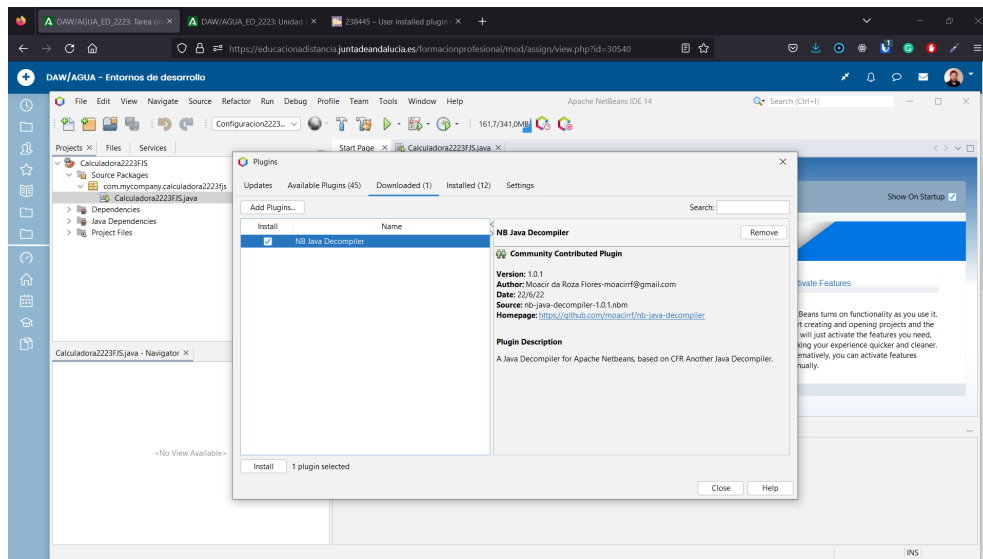 DAW/AGUA_ED_2223: Tarea onl
DAW/AGUA_ED_2223: Unidad
238445 – User installed plugin
https://educacionadistancia.juntadeandalucia.es/formacionprofesional/mod/assign/view.php?id=30540
DAW/AGUA - Entornos de desarrollo
File Edit View Navigate Source Refactor Run Debug Profile Team Tools Window Help
Apache NetBeans IDE 14
Search (Ctrl+I)
Configuracion2223...
161,7/341,0MB
Projects Files Services
Start Page Calculadora2223FJS.java
Calculadora2223FJS
Source Packages
com.mycompany.calculadora2223fjs
Calculadora2223FJS.java
Dependencies
Java Dependencies
Project Files
Plugins
Updates Available Plugins (45) Downloaded (1) Installed (12) Settings
Add Plugins...
Search:
Install Name
NB Java Decompiler
NB Java Decompiler
Remove
Community Contributed Plugin
Version: 1.0.1
Author: Moacir da Roza Flores-moacirrf@gmail.com
Date: 22/6/22
Source: nb-java-decompiler-1.0.1.nbm
Homepage: https://github.com/moacirrf/nb-java-decompiler
Plugin Description
A Java Decompiler for Apache Netbeans, based on CFR Another Java Decompiler.
Install 1 plugin selected
Close Help
Show On Startup
tivate Features
Beans turns on functionality as you use it.
rt creating and opening projects and the
will just activate the features you need,
king your experience quicker and cleaner.
ernatively, you can activate features
nually.
Calculadora2223FJS.java - Navigator
<No View Available>
INS